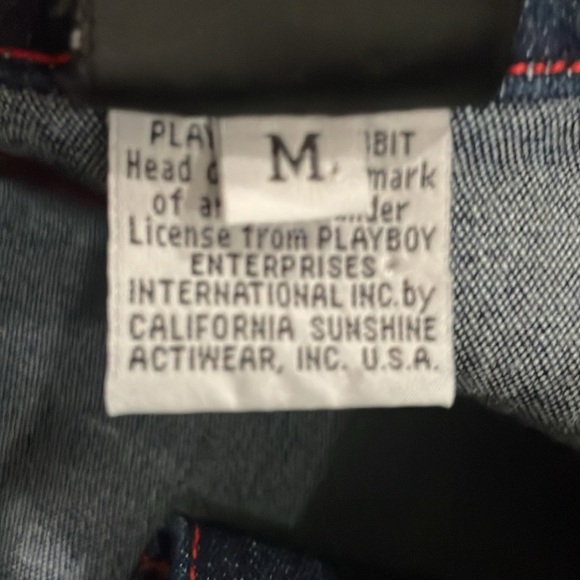 M
Head
of
License from PLAYBOY
ENTERPRISES
INTERNATIONAL INC. by
CALIFORNIA SUNSHINE
ACTIWEAR, INC. U.S.A.